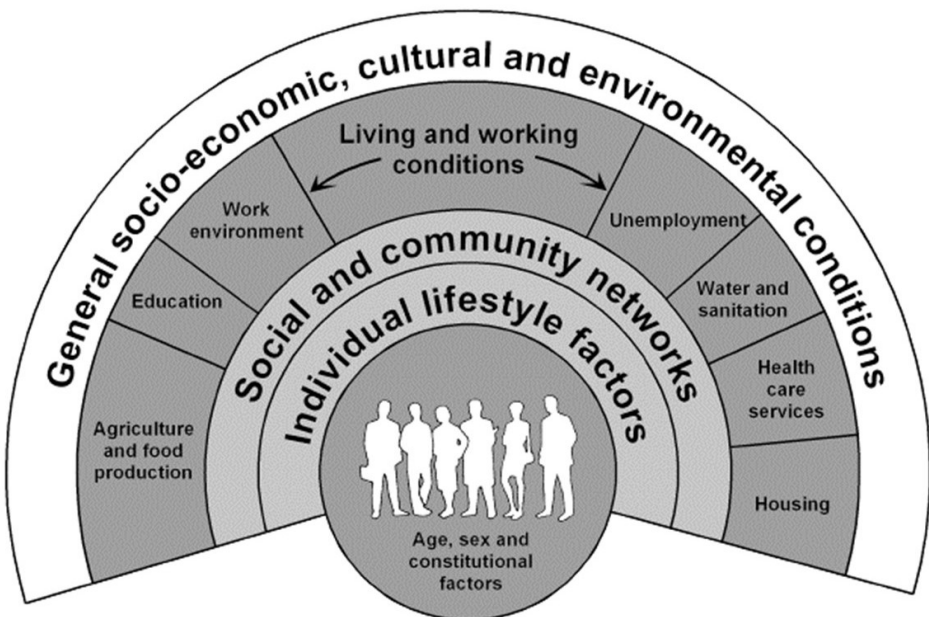 General socio-economic, cultural and environmental conditions
Living and working
conditions
Work
environment
Education
Agriculture
and food
production
Unemployment
Water and
sanitation
Health
care
services
Housing
Social and community networks
Individual lifestyle factors
Age, sex and
constitutional
factors